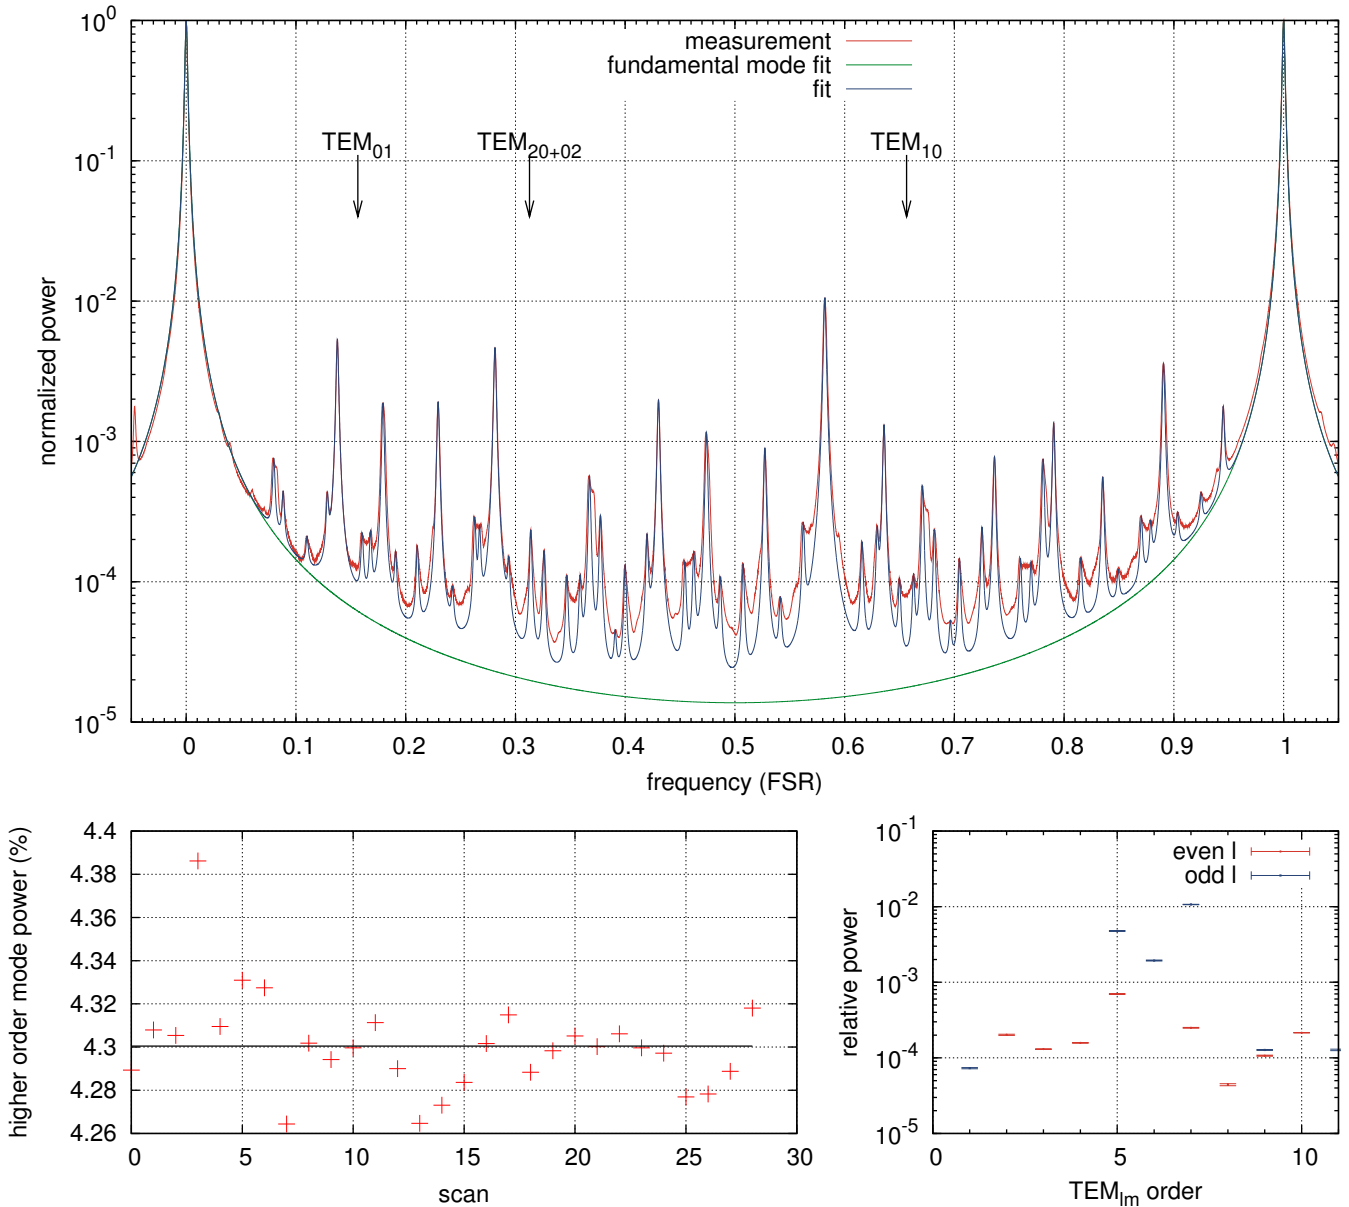 measurement
fundamental mode fit
fit
TEM01 TEM20+02 TEM10
normalized power
10^0
10^-1
10^-2
10^-3
10^-4
10^-5
0 0.1 0.2 0.3 0.4 0.5 0.6 0.7 0.8 0.9 1
frequency (FSR)
higher order mode power (%)
4.4
4.38
4.36
4.34
4.32
4.3
4.28
4.26
0 5 10 15 20 25 30
scan
relative power
even l
odd l
10^-1
10^-2
10^-3
10^-4
10^-5
0 5 10
TEMlm order